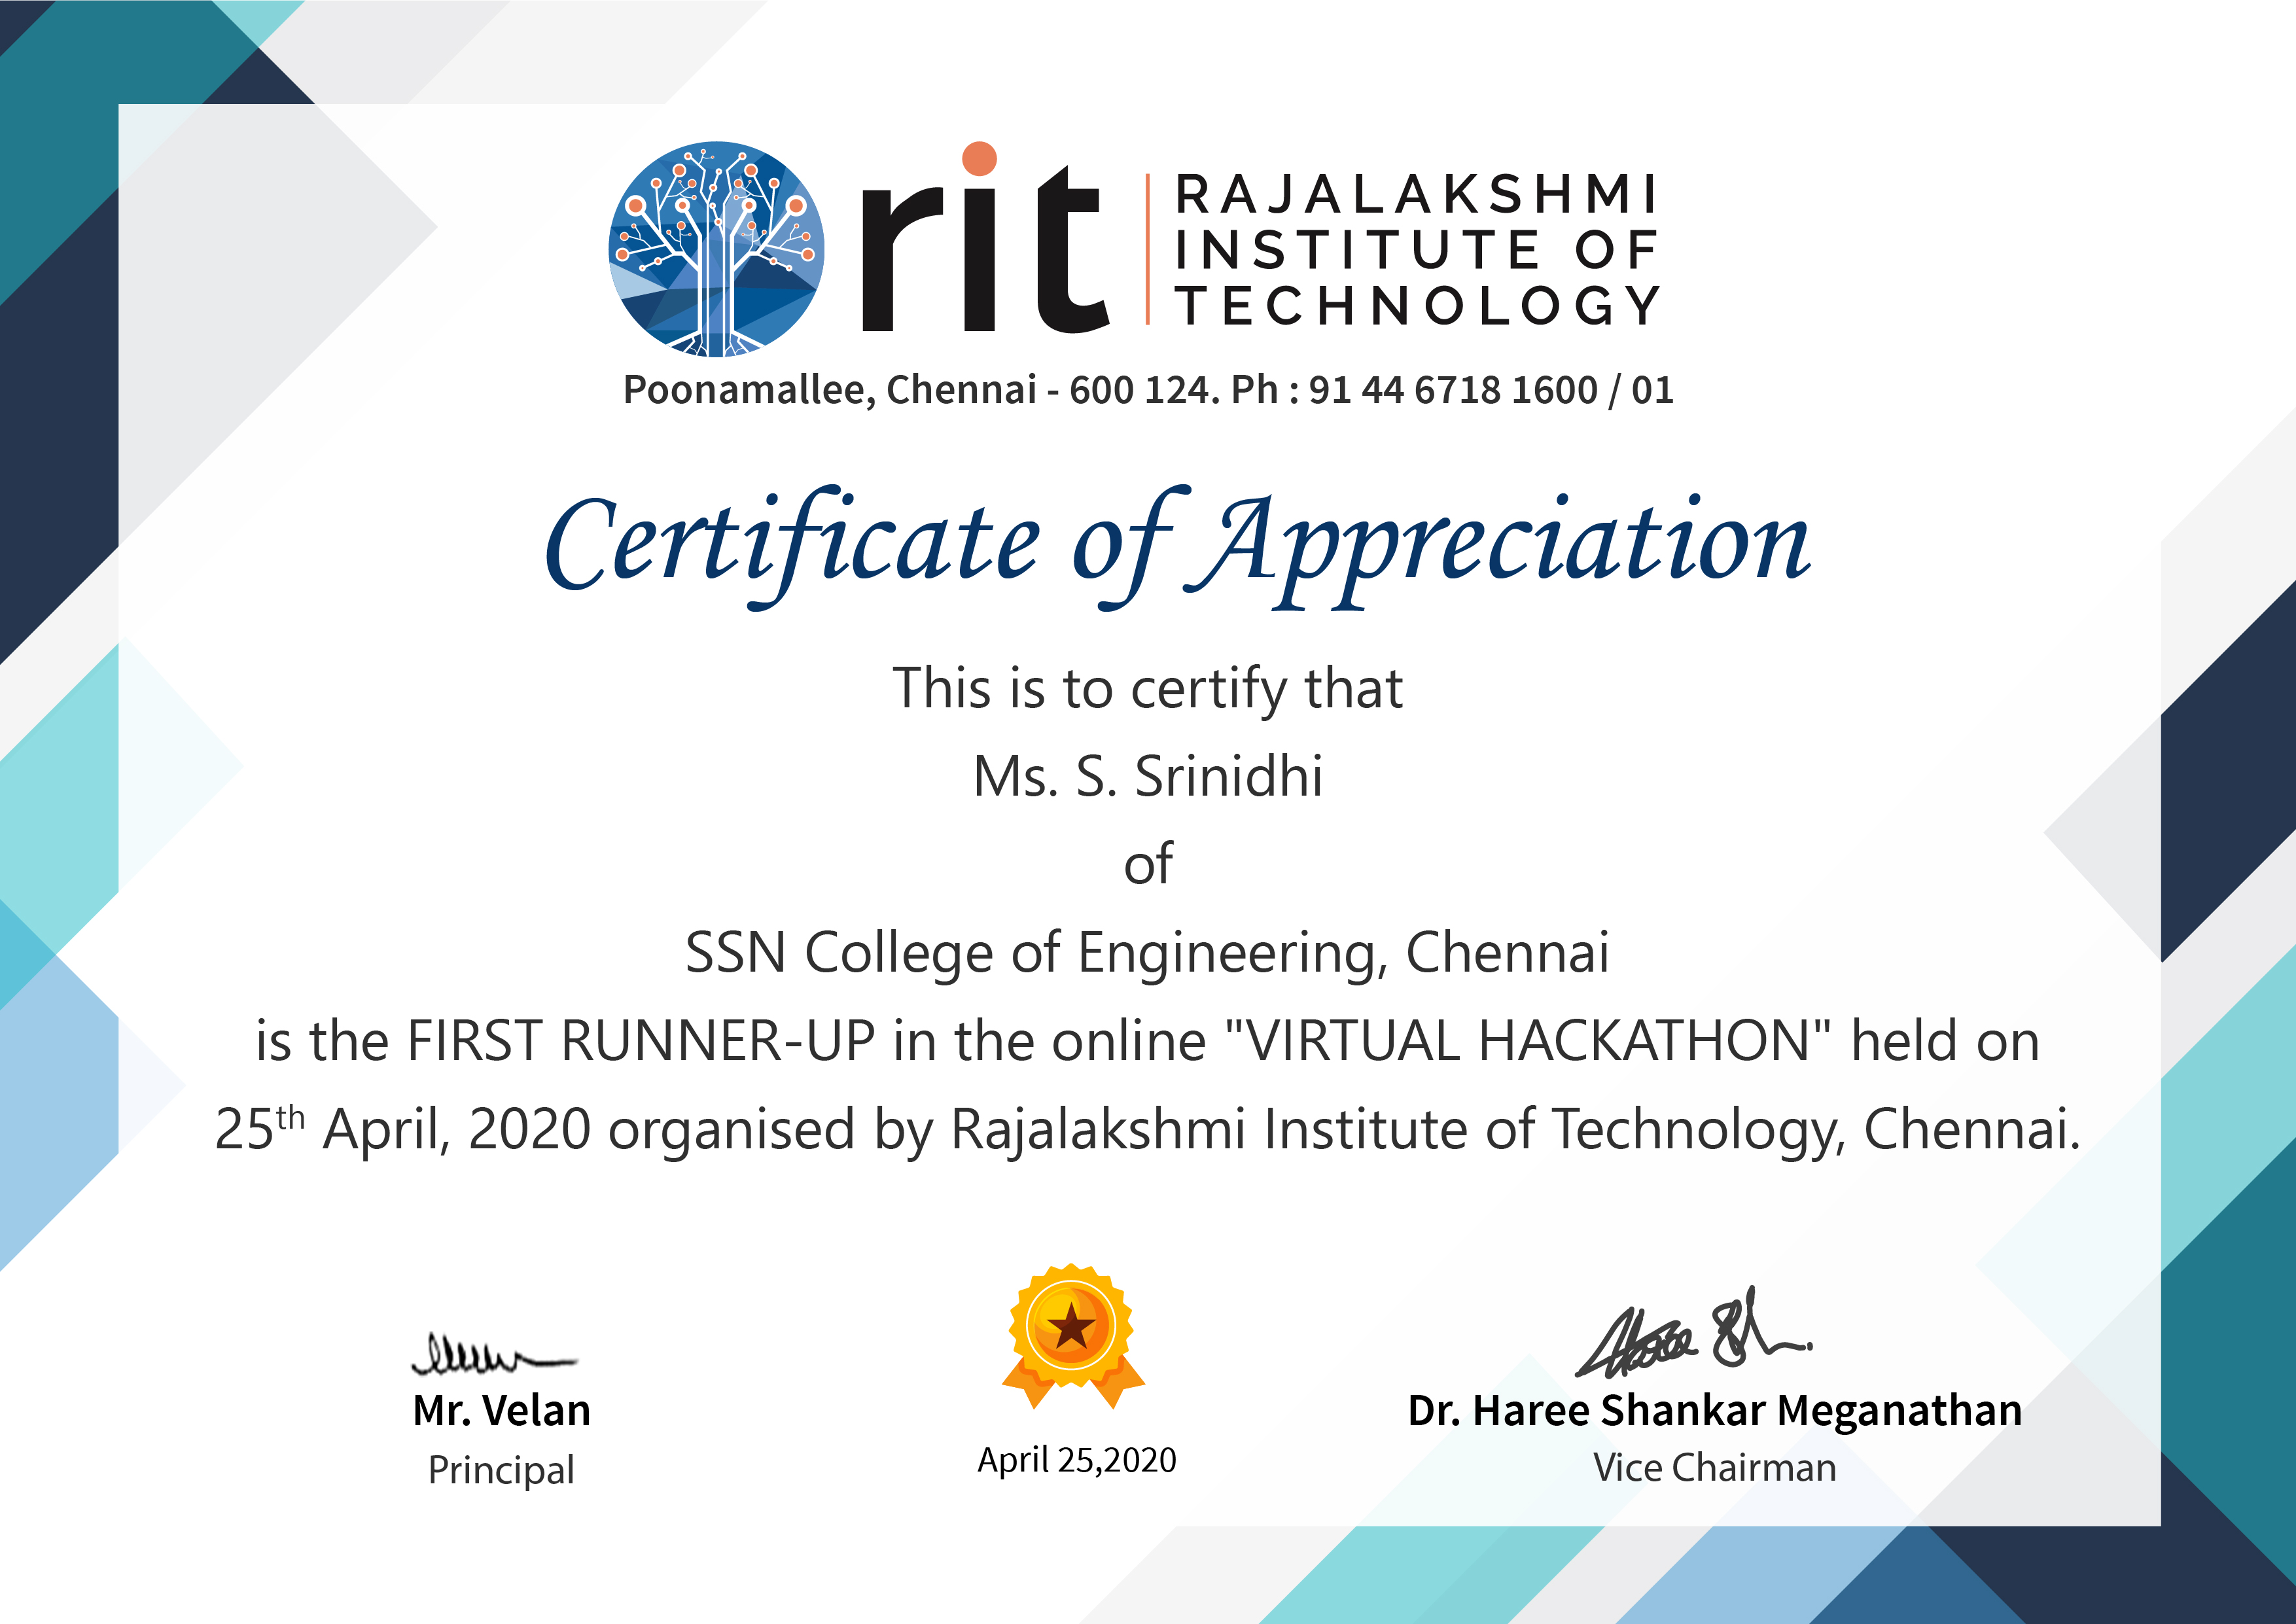 rit
RAJALAKSHMI
INSTITUTE OF
TECHNOLOGY
Poonamallee, Chennai - 600 124. Ph : 91 44 6718 1600 / 01
Certificate of Appreciation
This is to certify that
Ms. S. Srinidhi
of
SSN College of Engineering, Chennai
is the FIRST RUNNER-UP in the online "VIRTUAL HACKATHON" held on
25th April, 2020 organised by Rajalakshmi Institute of Technology, Chennai.
Mr. Velan
Principal
April 25,2020
Dr. Haree Shankar Meganathan
Vice Chairman